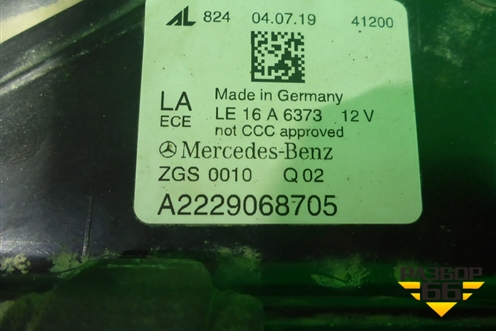 AL 824 04.07.19 41200
Made in Germany
LA LE 16 A 6373 12 V
ECE not CCC approved
Mercedes-Benz
ZGS 0010 Q 02
A2229068705
РАЗБОР
66